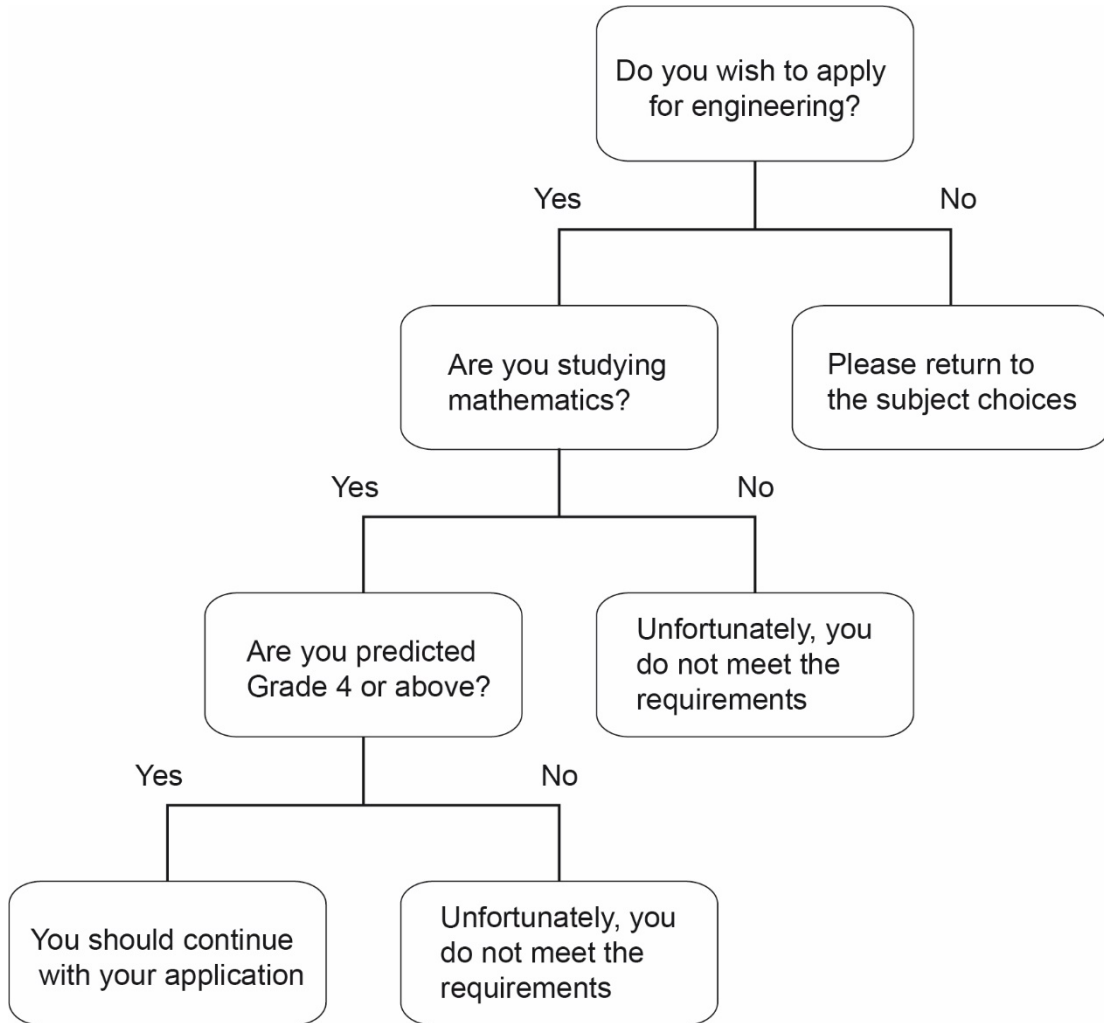 Do you wish to apply
for engineering?
Yes
No
Are you studying
mathematics?
Please return to
the subject choices
Yes
No
Are you predicted
Grade 4 or above?
Unfortunately, you
do not meet the
requirements
Yes
No
You should continue
with your application
Unfortunately, you
do not meet the
requirements